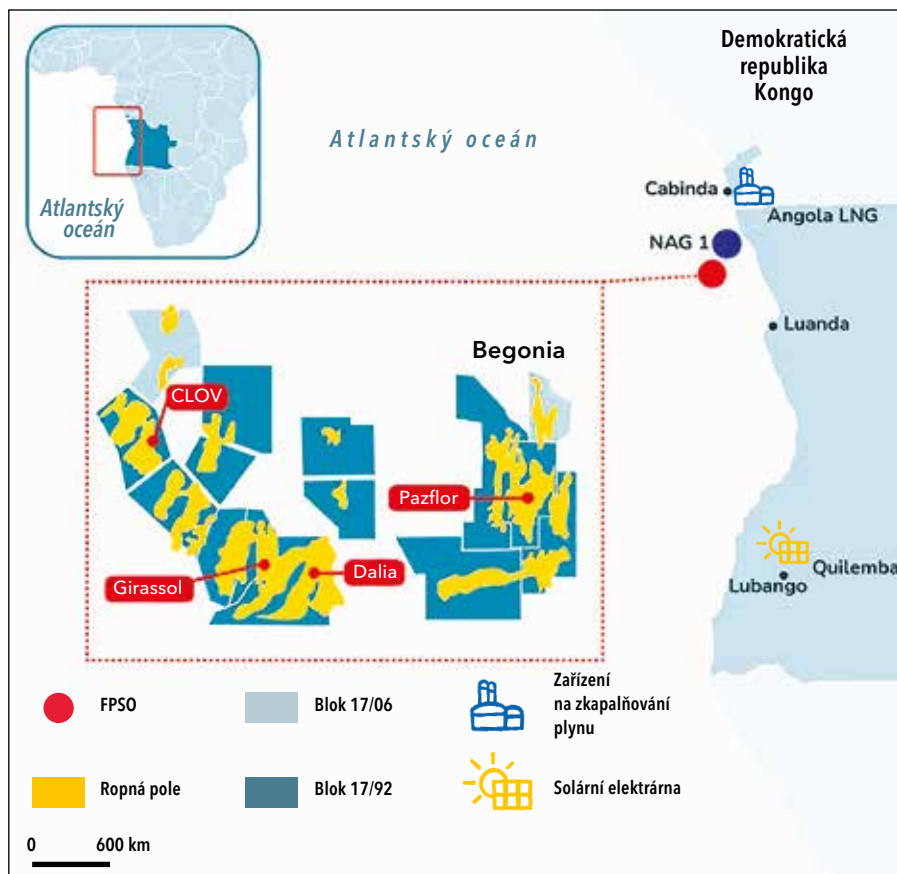 Demokratická
republika
Kongo
Atlantský oceán
Atlantský
oceán
Cabinda
Angola LNG
NAG 1
Luanda
Begonia
CLOV
Pazflor
Girassol
Dalia
Quilemba
Lubango
FPSO
Blok 17/06
Zařízení
na zkapalňování
plynu
Ropná pole
Blok 17/92
Solární elektrárna
0 600 km